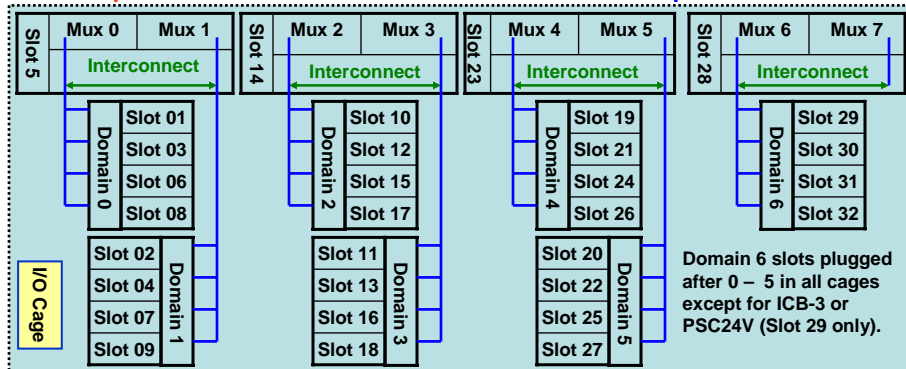 Slot 5
Mux 0 Mux 1
Interconnect
Slot 14
Mux 2 Mux 3
Interconnect
Slot 23
Mux 4 Mux 5
Interconnect
Slot 28
Mux 6 Mux 7
Interconnect
Domain 0
Slot 01
Slot 03
Slot 06
Slot 08
Domain 2
Slot 10
Slot 12
Slot 15
Slot 17
Domain 4
Slot 19
Slot 21
Slot 24
Slot 26
Domain 6
Slot 29
Slot 30
Slot 31
Slot 32
I/O Cage
Slot 02
Slot 04
Slot 07
Slot 09
Domain 1
Slot 11
Slot 13
Slot 16
Slot 18
Domain 3
Slot 20
Slot 22
Slot 25
Slot 27
Domain 5
Domain 6 slots plugged
after 0 – 5 in all cages
except for ICB-3 or
PSC24V (Slot 29 only).